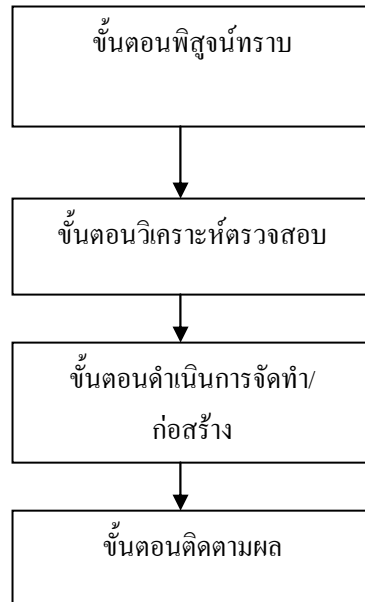 ขั้นตอนพิสูจน์ทราบ
ขั้นตอนวิเคราะห์ตรวจสอบ
ขั้นตอนดำเนินการจัดทำ/
ก่อสร้าง
ขั้นตอนติดตามผล